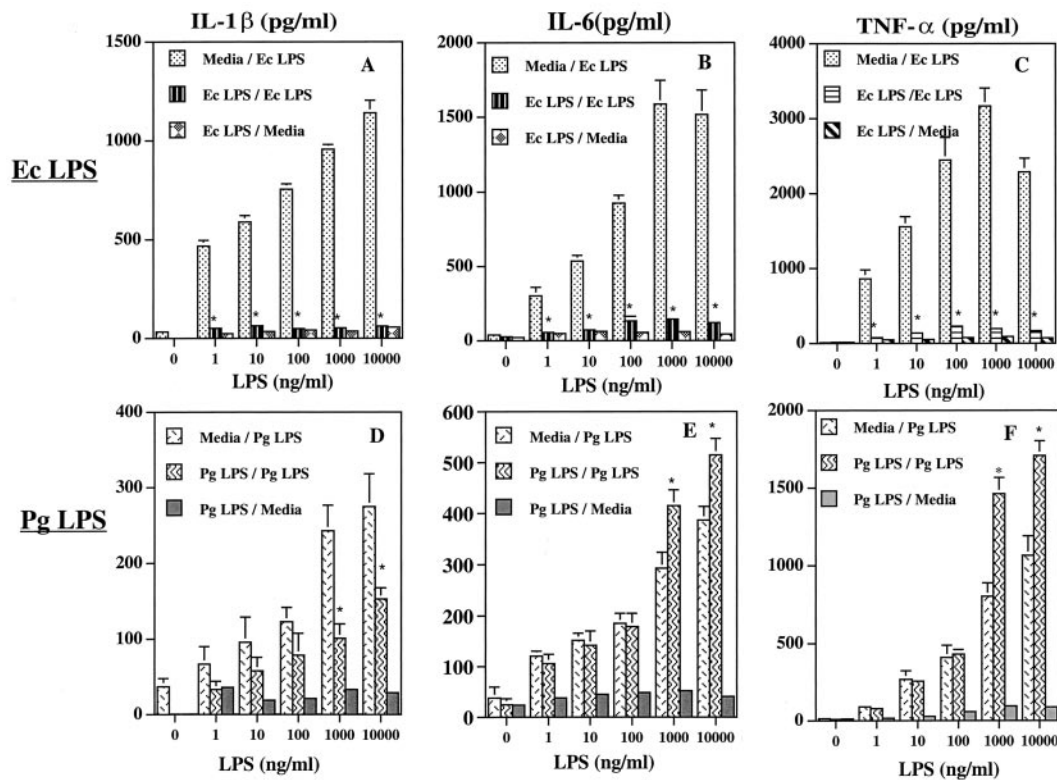 IL-1β (pg/ml)
IL-6(pg/ml)
TNF-α (pg/ml)
Ec LPS
1500
1000
500
0
A
Media / Ec LPS
Ec LPS / Ec LPS
Ec LPS / Media
* * * * *
0 1 10 100 1000 10000
LPS (ng/ml)
2000
1500
1000
500
0
B
Media / Ec LPS
Ec LPS / Ec LPS
Ec LPS / Media
* * * * *
0 1 10 100 1000 10000
LPS (ng/ml)
4000
3000
2000
1000
0
C
Media / Ec LPS
Ec LPS /Ec LPS
Ec LPS / Media
* * * * *
0 1 10 100 1000 10000
LPS (ng/ml)
Pg LPS
400
300
200
100
0
D
Media / Pg LPS
Pg LPS / Pg LPS
Pg LPS / Media
* *
0 1 10 100 1000 10000
LPS (ng/ml)
600
500
400
300
200
100
0
E
Media / Pg LPS
Pg LPS / Pg LPS
Pg LPS / Media
* *
0 1 10 100 1000 10000
LPS (ng/ml)
2000
1500
1000
500
0
F
Media / Pg LPS
Pg LPS / Pg LPS
Pg LPS / Media
* *
0 1 10 100 1000 10000
LPS (ng/ml)